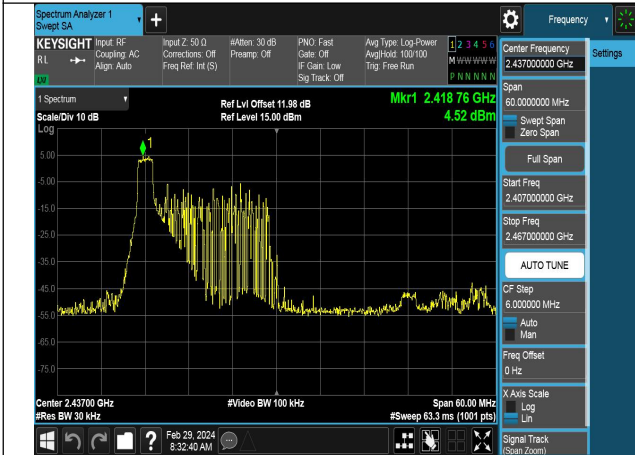 Spectrum Analyzer 1
Swept SA
Frequency
KEYSIGHT
R L
Input: RF
Coupling: AC
Align: Auto
Input Z: 50 Ω
Corrections: Off
Freq Ref: Int (S)
#Atten: 30 dB
Preamp: Off
PNO: Fast
Gate: Off
IF Gain: Low
Sig Track: Off
Avg Type: Log-Power
Avg|Hold: 100/100
Trig: Free Run
1 2 3 4 5 6
M W W W W W
P N N N N N
1 Spectrum
Scale/Div 10 dB
Log
Ref Lvl Offset 11.98 dB
Ref Level 15.00 dBm
Mkr1 2.418 76 GHz
4.52 dBm
1
5.00
-5.00
-15.0
-25.0
-35.0
-45.0
-55.0
-65.0
-75.0
Center 2.43700 GHz
#Res BW 30 kHz
#Video BW 100 kHz
Span 60.00 MHz
#Sweep 63.3 ms (1001 pts)
Feb 29, 2024
8:32:40 AM
Center Frequency
2.437000000 GHz
Settings
Span
60.0000000 MHz
Swept Span
Zero Span
Full Span
Start Freq
2.407000000 GHz
Stop Freq
2.467000000 GHz
AUTO TUNE
CF Step
6.000000 MHz
Auto
Man
Freq Offset
0 Hz
X Axis Scale
Log
Lin
Signal Track
(Span Zoom)